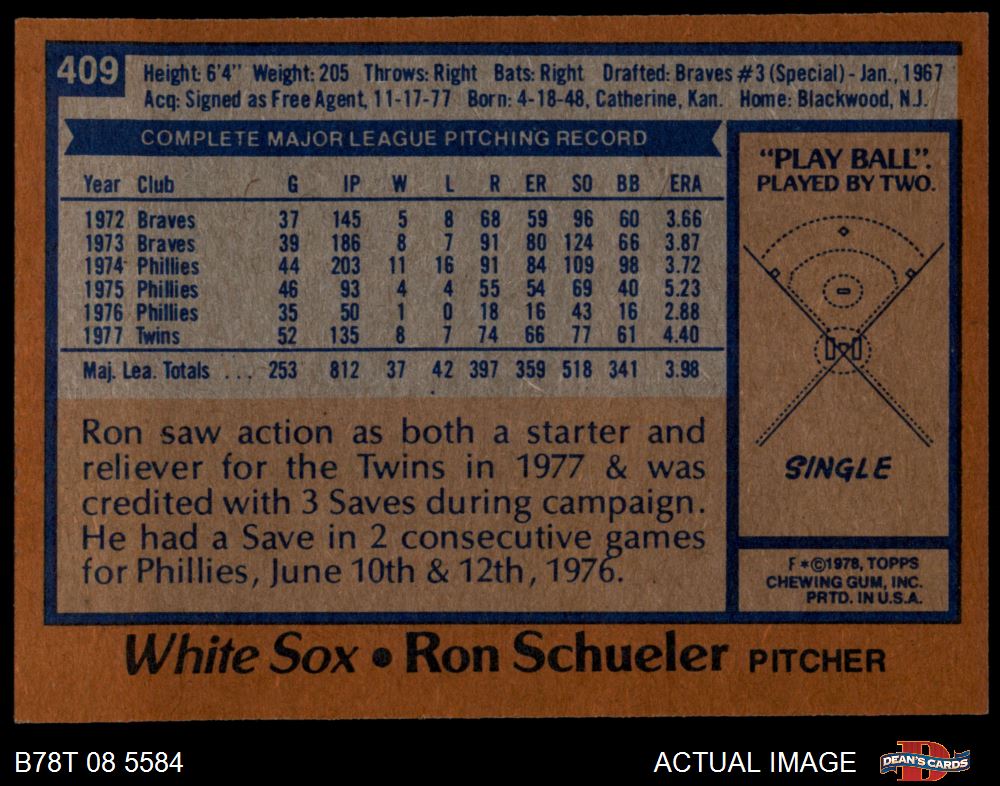 409
Height: 6'4" Weight: 205 Throws: Right Bats: Right Drafted: Braves #3 (Special) - Jan., 1967
Acq: Signed as Free Agent, 11-17-77 Born: 4-18-48, Catherine, Kan. Home: Blackwood, N.J.
COMPLETE MAJOR LEAGUE PITCHING RECORD
Year Club G IP W L R ER SO BB ERA
1972 Braves 37 145 5 8 68 59 96 60 3.66
1973 Braves 39 186 8 7 91 80 124 66 3.87
1974 Phillies 44 203 11 16 91 84 109 98 3.72
1975 Phillies 46 93 4 4 55 54 69 40 5.23
1976 Phillies 35 50 1 0 18 16 43 16 2.88
1977 Twins 52 135 8 7 74 66 77 61 4.40
Maj. Lea. Totals ... 253 812 37 42 397 359 518 341 3.98
Ron saw action as both a starter and
reliever for the Twins in 1977 & was
credited with 3 Saves during campaign.
He had a Save in 2 consecutive games
for Phillies, June 10th & 12th, 1976.
"PLAY BALL".
PLAYED BY TWO.
SINGLE
F*©1978, TOPPS
CHEWING GUM, INC.
PRTD. IN U.S.A.
White Sox • Ron Schueler PITCHER
B78T 08 5584
ACTUAL IMAGE
D
DEAN'S CARDS